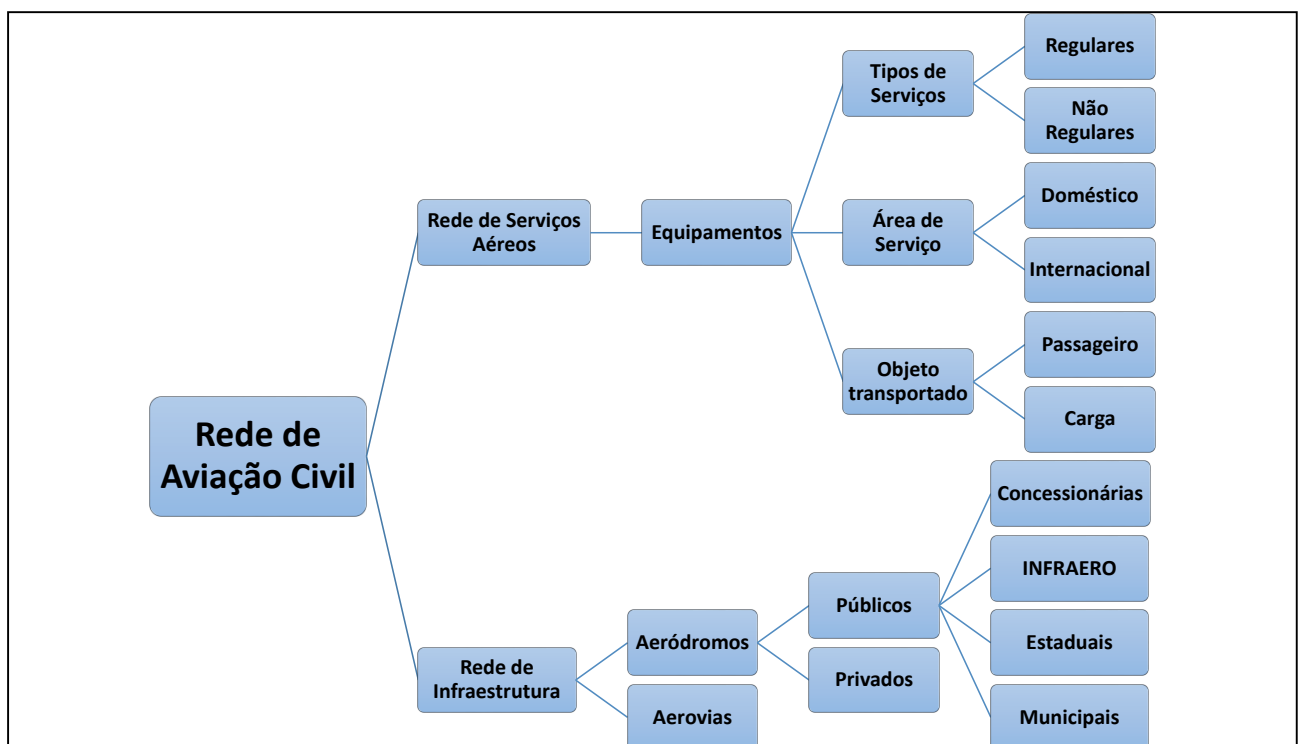 Rede de
Aviação Civil
Rede de Serviços
Aéreos
Equipamentos
Tipos de
Serviços
Regulares
Não
Regulares
Área de
Serviço
Doméstico
Internacional
Objeto
transportado
Passageiro
Carga
Rede de
Infraestrutura
Aeródromos
Públicos
Concessionárias
INFRAERO
Estaduais
Municipais
Privados
Aerovias